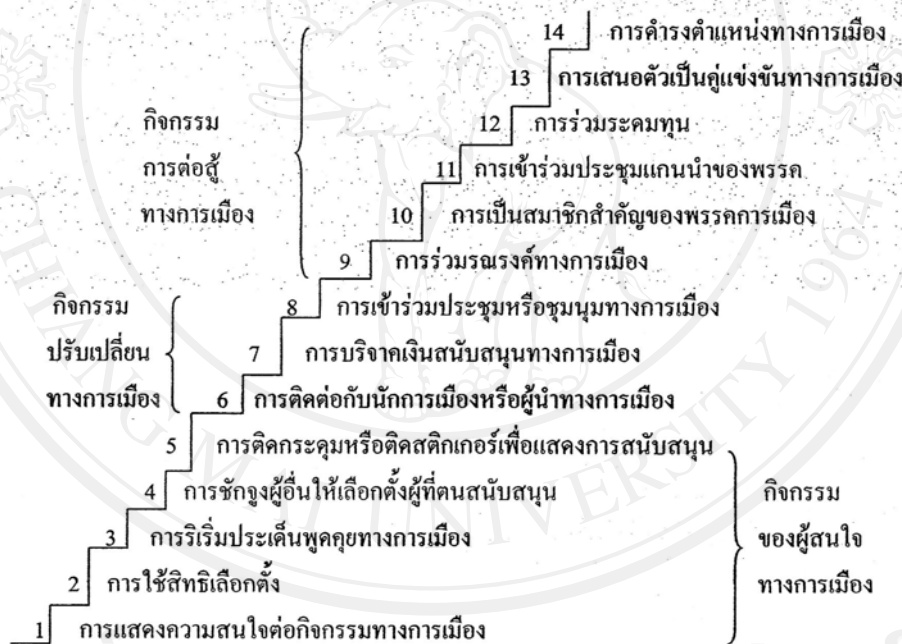 14 การดำรงตำแหน่งทางการเมือง
13 การเสนอตัวเป็นคู่แข่งขันทางการเมือง
กิจกรรม
12 การร่วมระดมทุน
การต่อสู้
11 การเข้าร่วมประชุมแกนนำของพรรค
ทางการเมือง
10 การเป็นสมาชิกสำคัญของพรรคการเมือง
9 การร่วมรณรงค์ทางการเมือง
กิจกรรม
8 การเข้าร่วมประชุมหรือชุมนุมทางการเมือง
ปรับเปลี่ยน
7 การบริจาคเงินสนับสนุนทางการเมือง
ทางการเมือง
6 การติดต่อกับนักการเมืองหรือผู้นำทางการเมือง
5 การติดกระดุมหรือติดสติกเกอร์เพื่อแสดงการสนับสนุน
4 การชักจูงผู้อื่นให้เลือกตั้งผู้ที่ตนสนับสนุน
กิจกรรม
3 การริเริ่มประเด็นพูดคุยทางการเมือง
ของผู้สนใจ
2 การใช้สิทธิเลือกตั้ง
ทางการเมือง
1 การแสดงความสนใจต่อกิจกรรมทางการเมือง
CHIANG MAI UNIVERSITY 1964